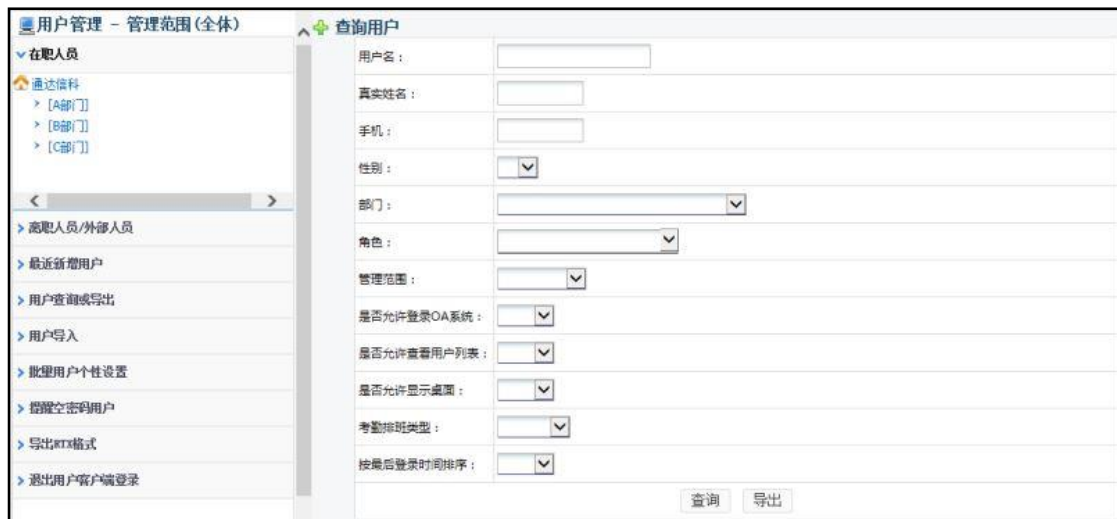 用户管理 - 管理范围(全体)
在职人员
通达信科
[A部门]
[B部门]
[C部门]
离职人员/外部人员
最近新增用户
用户查询或导出
用户导入
批量用户个性设置
提醒空密码用户
导出RTX格式
退出用户客户端登录
查询用户
用户名：
真实姓名：
手机：
性别：
部门：
角色：
管理范围：
是否允许登录OA系统：
是否允许查看用户列表：
是否允许显示桌面：
考勤排班类型：
按最后登录时间排序：
查询 导出